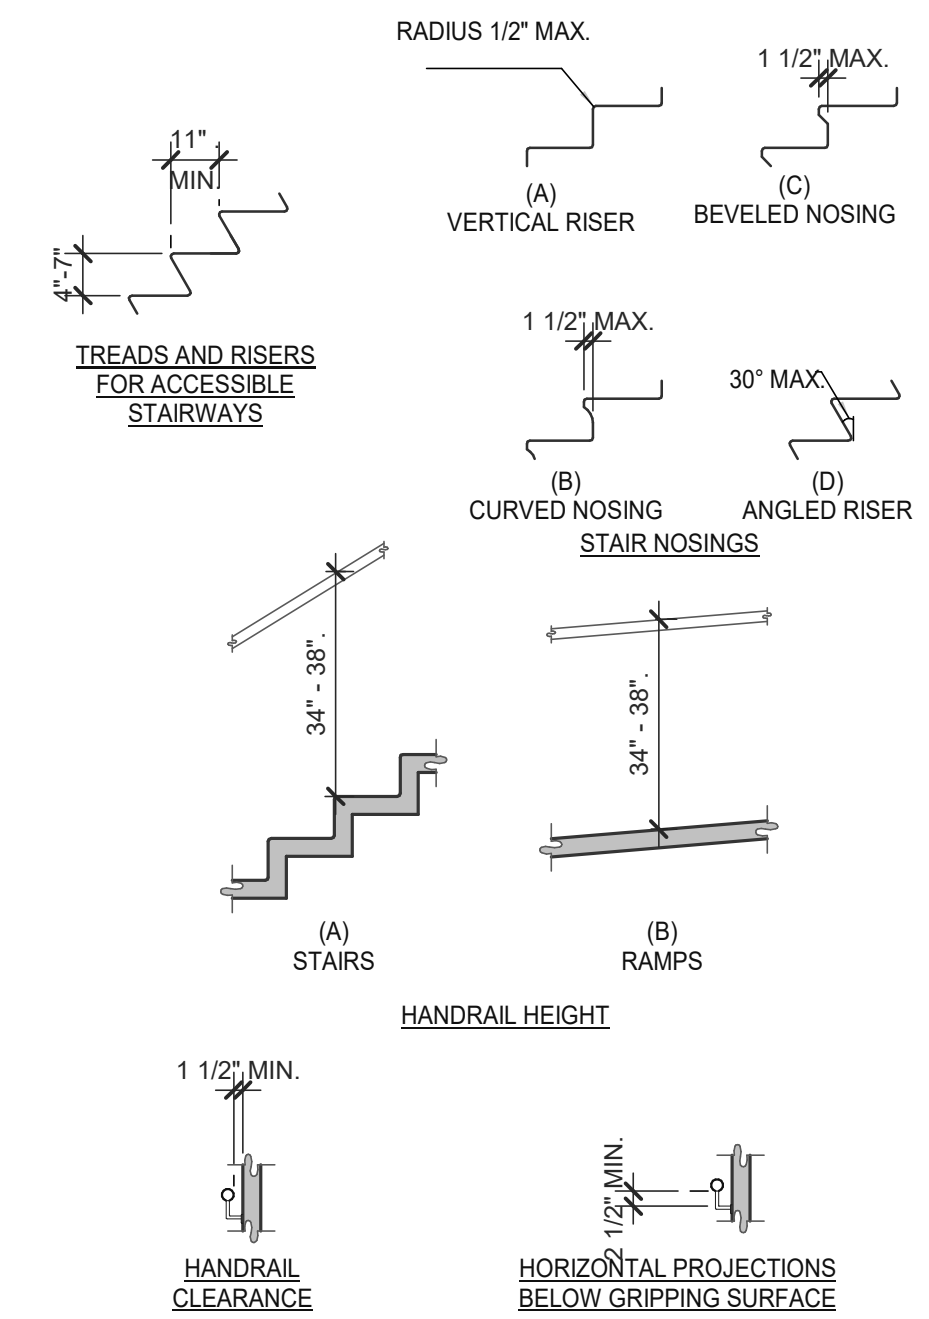 RADIUS 1/2" MAX.
1 1/2" MAX.
11" .
MIN.
(A)
VERTICAL RISER
(C)
BEVELED NOSING
4"-7"
TREADS AND RISERS
FOR ACCESSIBLE
STAIRWAYS
1 1/2" MAX.
30° MAX.
(B)
CURVED NOSING
(D)
ANGLED RISER
STAIR NOSINGS
34" - 38".
34" - 38".
(A)
STAIRS
(B)
RAMPS
HANDRAIL HEIGHT
1 1/2" MIN.
2 1/2" MIN.
HANDRAIL
CLEARANCE
HORIZONTAL PROJECTIONS
BELOW GRIPPING SURFACE